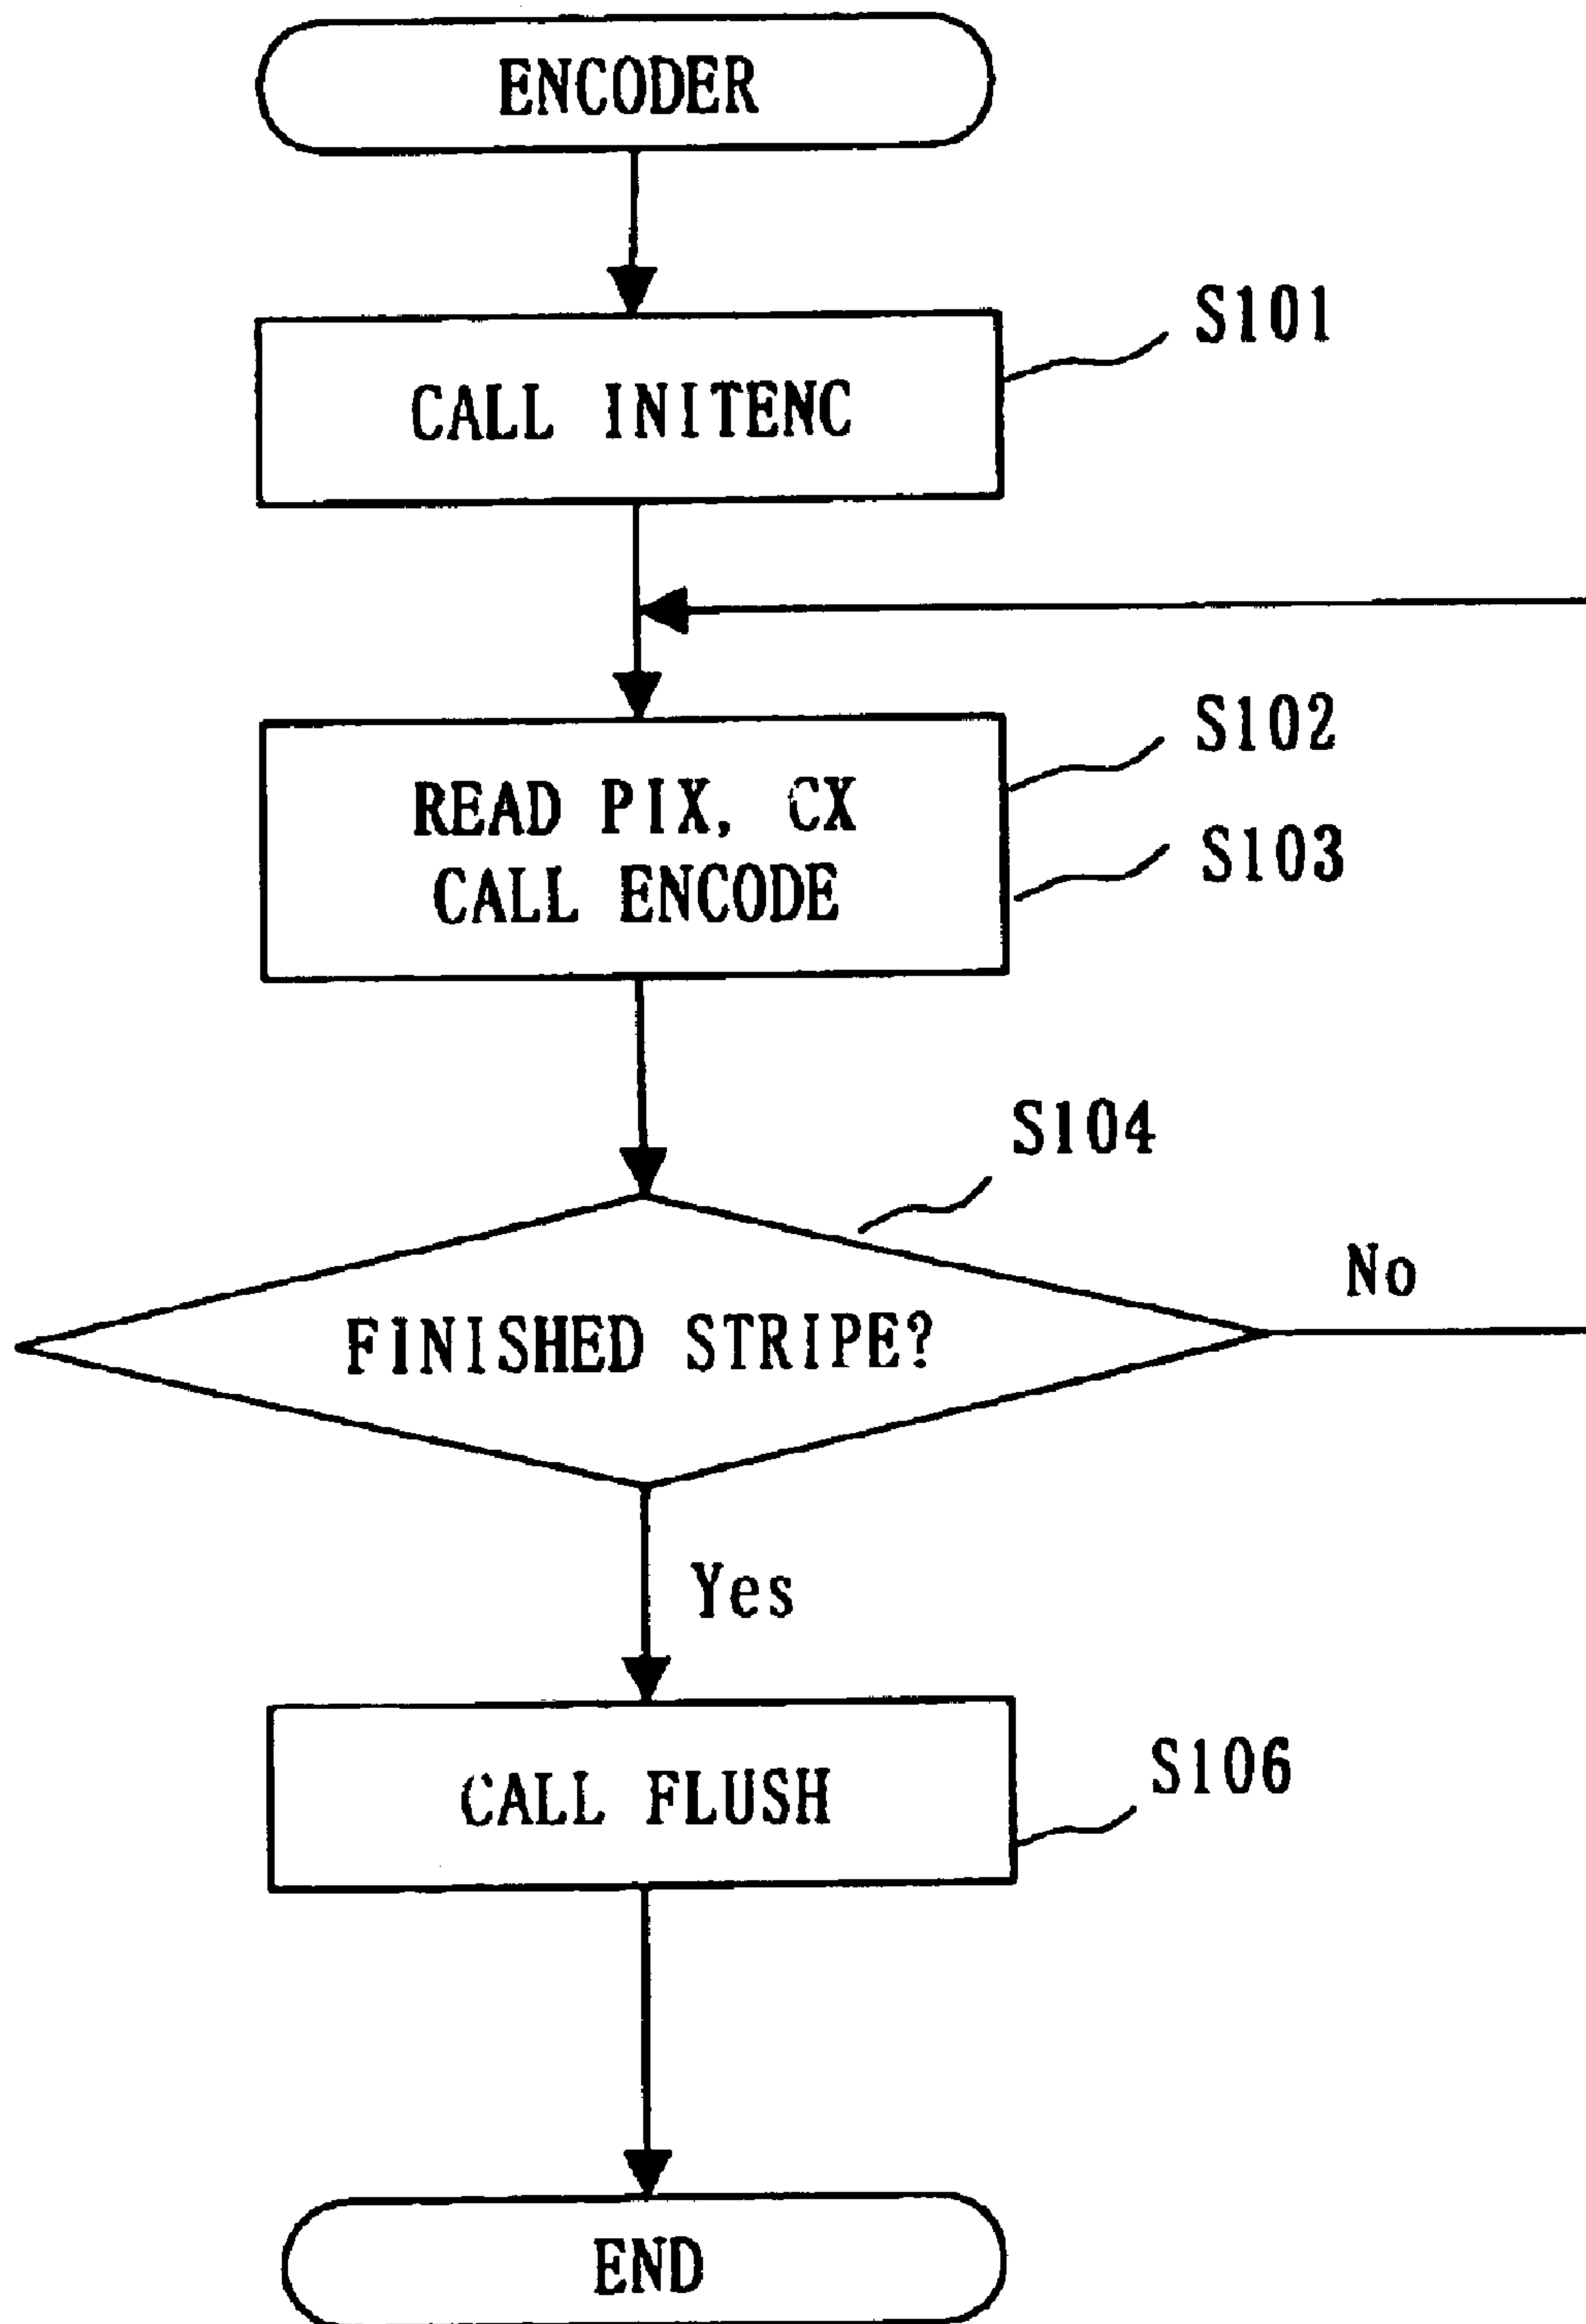 ENCODER
S101
CALL INITENC
S102
READ PIX, CX
S103
CALL ENCODE
S104
No
FINISHED STRIPE?
Yes
S106
CALL FLUSH
END